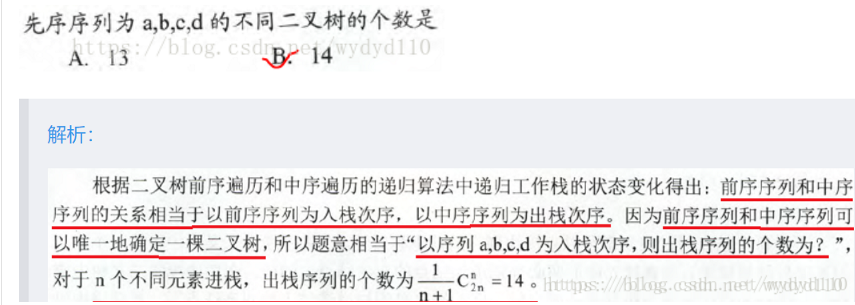 先序序列为 a,b,c,d 的不同二叉树的个数是
https://blog.csdn.net/wydyd110
A. 13 B. 14
解析：
根据二叉树前序遍历和中序遍历的递归算法中递归工作栈的状态变化得出：前序序列和中序
序列的关系相当于以前序序列为入栈次序，以中序序列为出栈次序。因为前序序列和中序序列可
以唯一地确定一棵二叉树，所以题意相当于“以序列 a,b,c,d 为入栈次序，则出栈序列的个数为？”，
对于 n 个不同元素进栈，出栈序列的个数为 1/(n+1) C_{2n}^{n} = 14 。
https://blog.csdn.net/wydyd110